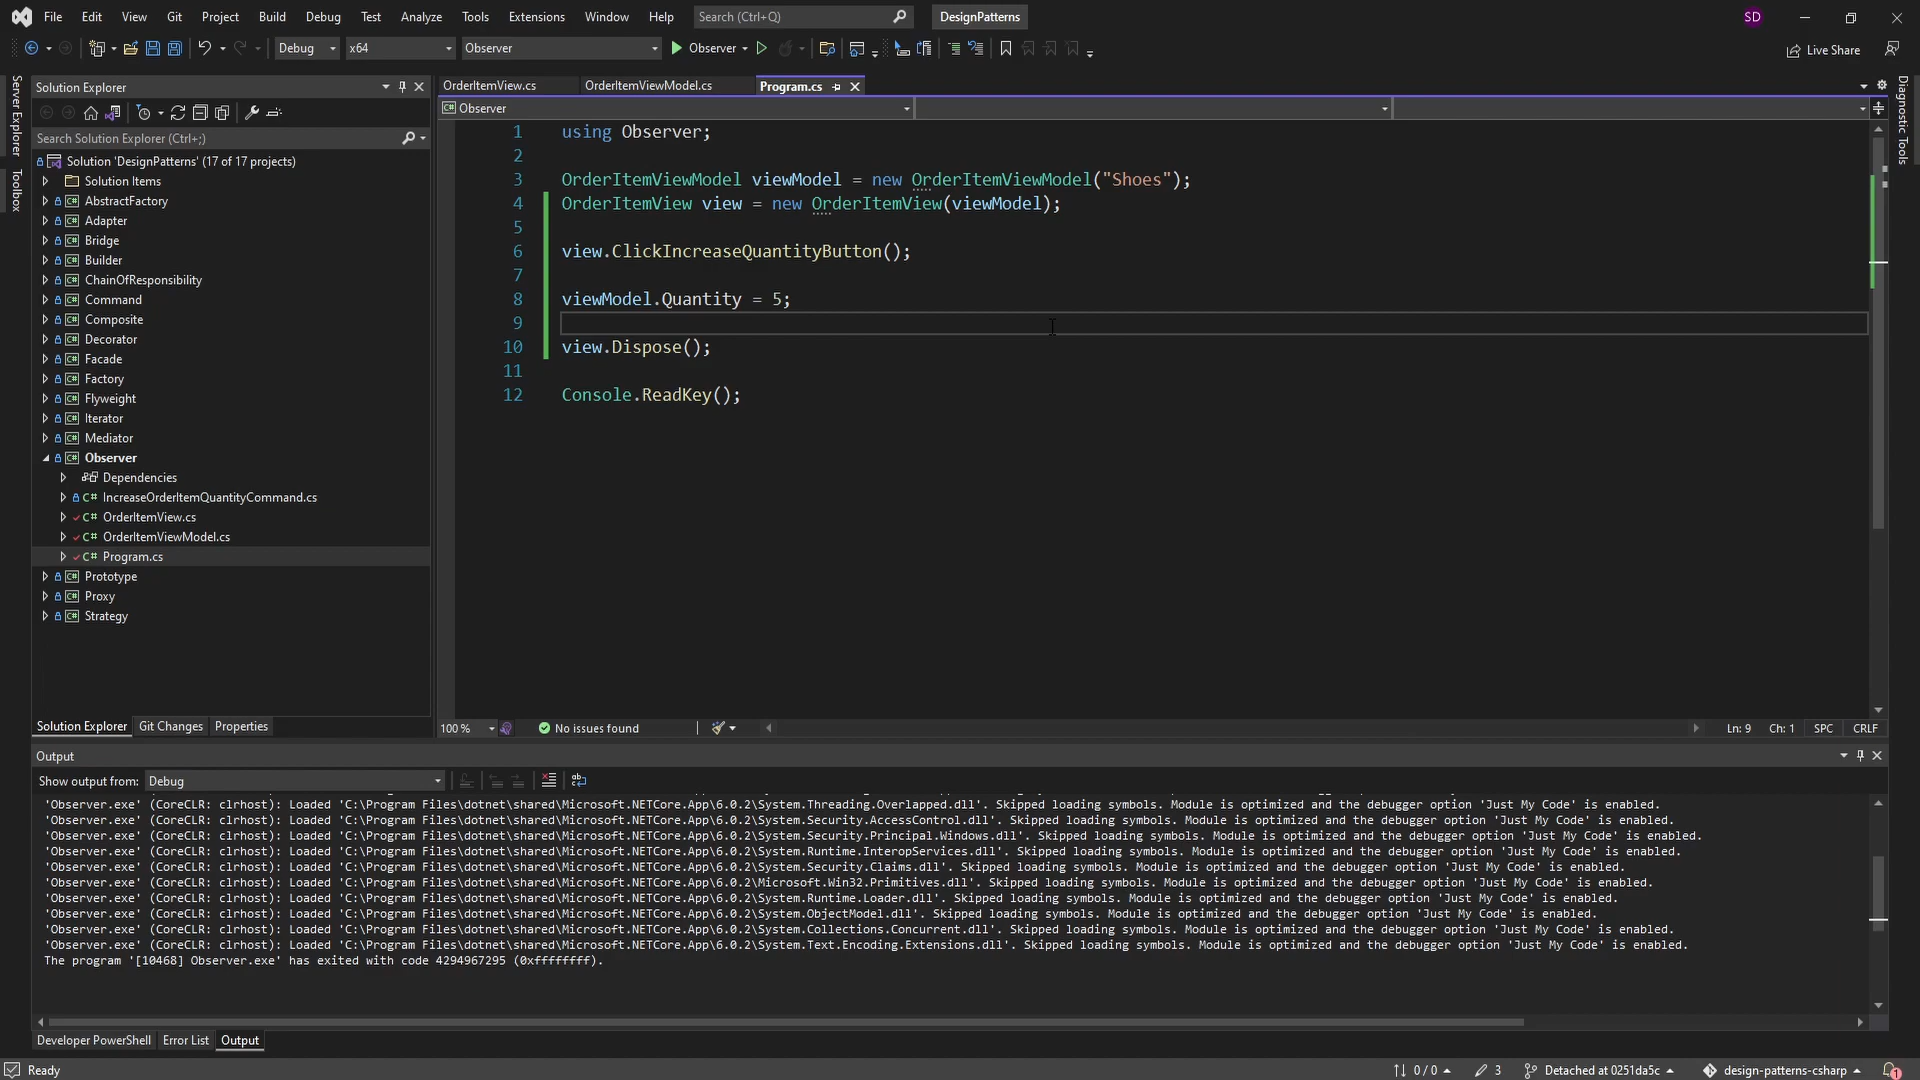 File Edit View Git Project Build Debug Test Analyze Tools Extensions Window Help Search (Ctrl+Q) DesignPatterns SD
Debug x64 Observer Observer Live Share
Server Explorer
Toolbox
Diagnostic Tools
Solution Explorer
Search Solution Explorer (Ctrl+;)
Solution 'DesignPatterns' (17 of 17 projects)
Solution Items
AbstractFactory
Adapter
Bridge
Builder
ChainOfResponsibility
Command
Composite
Decorator
Facade
Factory
Flyweight
Iterator
Mediator
Observer
Dependencies
C# IncreaseOrderItemQuantityCommand.cs
C# OrderItemView.cs
C# OrderItemViewModel.cs
C# Program.cs
Prototype
Proxy
Strategy
Solution Explorer Git Changes Properties
OrderItemView.cs OrderItemViewModel.cs Program.cs
C# Observer
1 using Observer;
2
3 OrderItemViewModel viewModel = new OrderItemViewModel("Shoes");
4 OrderItemView view = new OrderItemView(viewModel);
5
6 view.ClickIncreaseQuantityButton();
7
8 viewModel.Quantity = 5;
9
10 view.Dispose();
11
12 Console.ReadKey();
100 % No issues found Ln: 9 Ch: 1 SPC CRLF
Output
Show output from: Debug
'Observer.exe' (CoreCLR: clrhost): Loaded 'C:\Program Files\dotnet\shared\Microsoft.NETCore.App\6.0.2\System.Threading.Overlapped.dll'. Skipped loading symbols. Module is optimized and the debugger option 'Just My Code' is enabled.
'Observer.exe' (CoreCLR: clrhost): Loaded 'C:\Program Files\dotnet\shared\Microsoft.NETCore.App\6.0.2\System.Security.AccessControl.dll'. Skipped loading symbols. Module is optimized and the debugger option 'Just My Code' is enabled.
'Observer.exe' (CoreCLR: clrhost): Loaded 'C:\Program Files\dotnet\shared\Microsoft.NETCore.App\6.0.2\System.Security.Principal.Windows.dll'. Skipped loading symbols. Module is optimized and the debugger option 'Just My Code' is enabled.
'Observer.exe' (CoreCLR: clrhost): Loaded 'C:\Program Files\dotnet\shared\Microsoft.NETCore.App\6.0.2\System.Runtime.InteropServices.dll'. Skipped loading symbols. Module is optimized and the debugger option 'Just My Code' is enabled.
'Observer.exe' (CoreCLR: clrhost): Loaded 'C:\Program Files\dotnet\shared\Microsoft.NETCore.App\6.0.2\System.Security.Claims.dll'. Skipped loading symbols. Module is optimized and the debugger option 'Just My Code' is enabled.
'Observer.exe' (CoreCLR: clrhost): Loaded 'C:\Program Files\dotnet\shared\Microsoft.NETCore.App\6.0.2\Microsoft.Win32.Primitives.dll'. Skipped loading symbols. Module is optimized and the debugger option 'Just My Code' is enabled.
'Observer.exe' (CoreCLR: clrhost): Loaded 'C:\Program Files\dotnet\shared\Microsoft.NETCore.App\6.0.2\System.Runtime.Loader.dll'. Skipped loading symbols. Module is optimized and the debugger option 'Just My Code' is enabled.
'Observer.exe' (CoreCLR: clrhost): Loaded 'C:\Program Files\dotnet\shared\Microsoft.NETCore.App\6.0.2\System.ObjectModel.dll'. Skipped loading symbols. Module is optimized and the debugger option 'Just My Code' is enabled.
'Observer.exe' (CoreCLR: clrhost): Loaded 'C:\Program Files\dotnet\shared\Microsoft.NETCore.App\6.0.2\System.Collections.Concurrent.dll'. Skipped loading symbols. Module is optimized and the debugger option 'Just My Code' is enabled.
'Observer.exe' (CoreCLR: clrhost): Loaded 'C:\Program Files\dotnet\shared\Microsoft.NETCore.App\6.0.2\System.Text.Encoding.Extensions.dll'. Skipped loading symbols. Module is optimized and the debugger option 'Just My Code' is enabled.
The program '[10468] Observer.exe' has exited with code 4294967295 (0xffffffff).
Developer PowerShell Error List Output
Ready 0 / 0 3 Detached at 0251da5c design-patterns-csharp 1